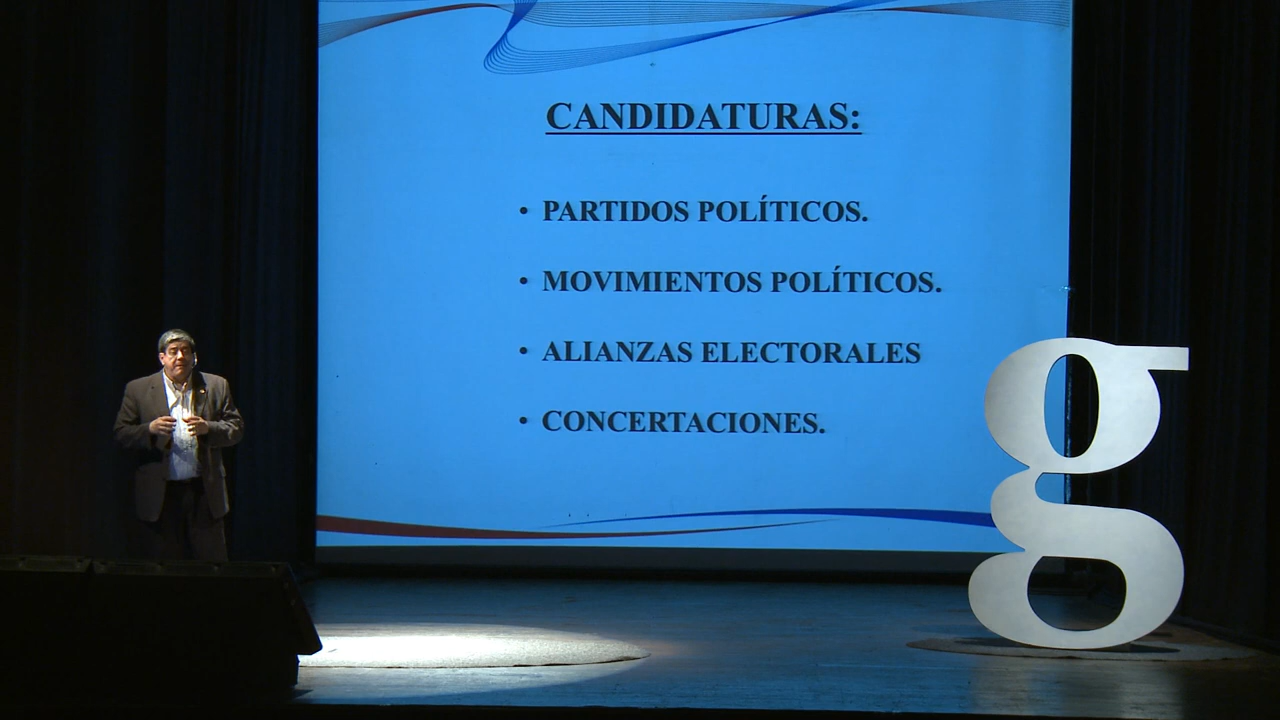 CANDIDATURAS:
• PARTIDOS POLÍTICOS.
• MOVIMIENTOS POLÍTICOS.
• ALIANZAS ELECTORALES
• CONCERTACIONES.
g